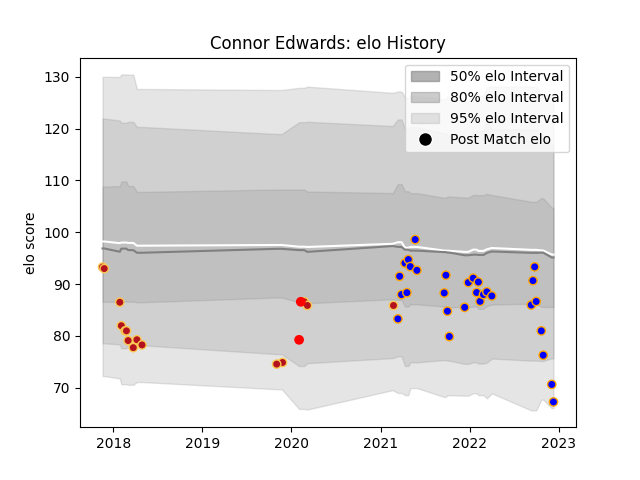 Connor Edwards: elo History
50% elo Interval
80% elo Interval
95% elo Interval
Post Match elo
elo score
130
120
110
100
90
80
70
2018 2019 2020 2021 2022 2023